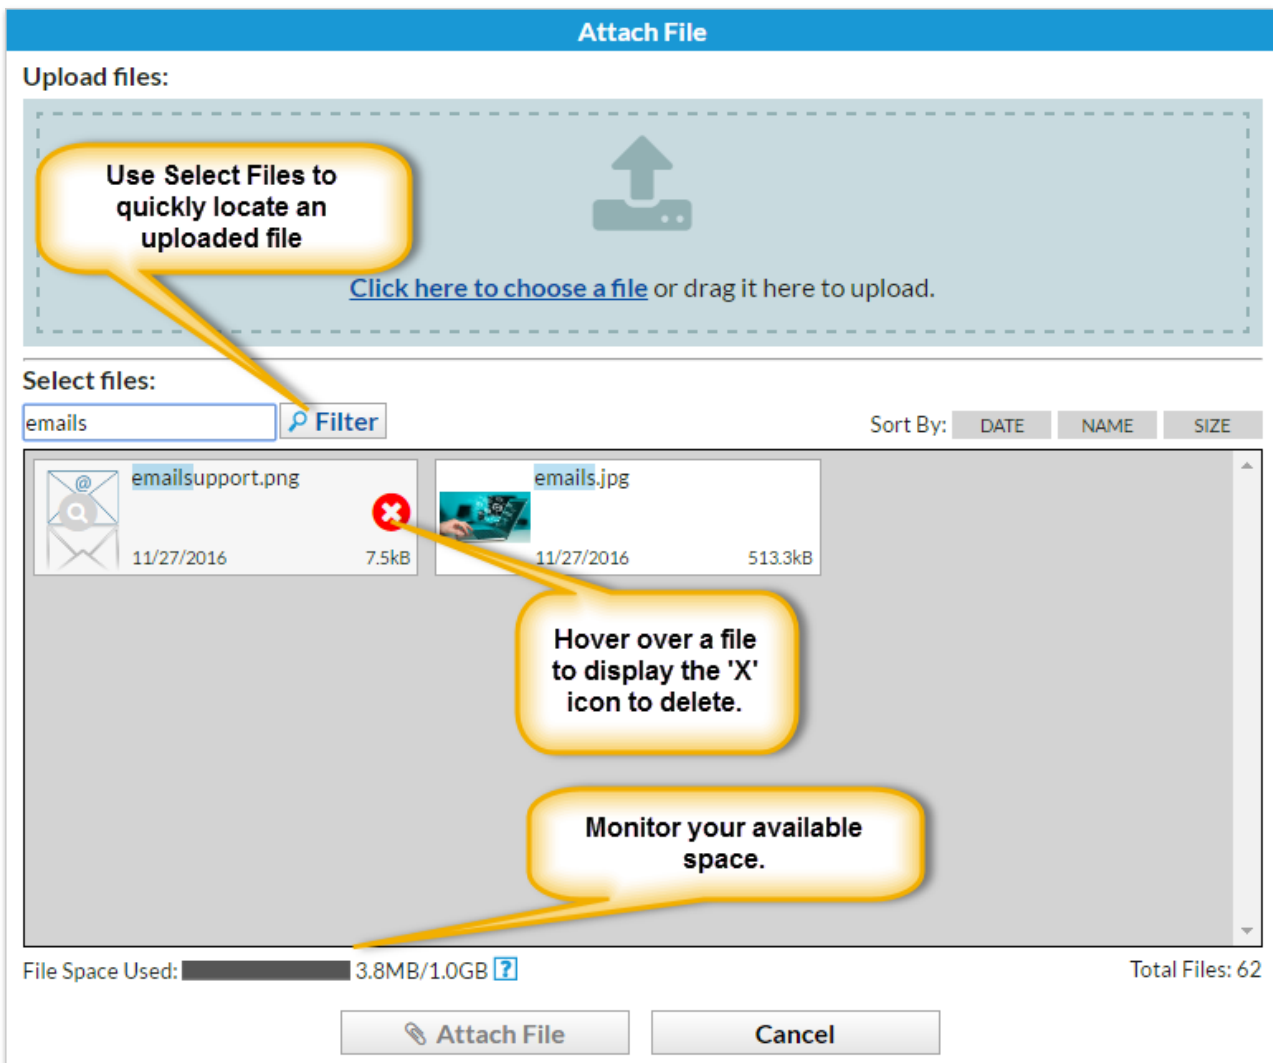 Attach File
Upload files:
Use Select Files to
quickly locate an
uploaded file
Click here to choose a file or drag it here to upload.
Select files:
emails
Filter
Sort By: DATE NAME SIZE
emailsupport.png
11/27/2016 7.5kB
emails.jpg
11/27/2016 513.3kB
Hover over a file
to display the 'X'
icon to delete.
Monitor your available
space.
File Space Used: 3.8MB/1.0GB ?
Total Files: 62
Attach File
Cancel